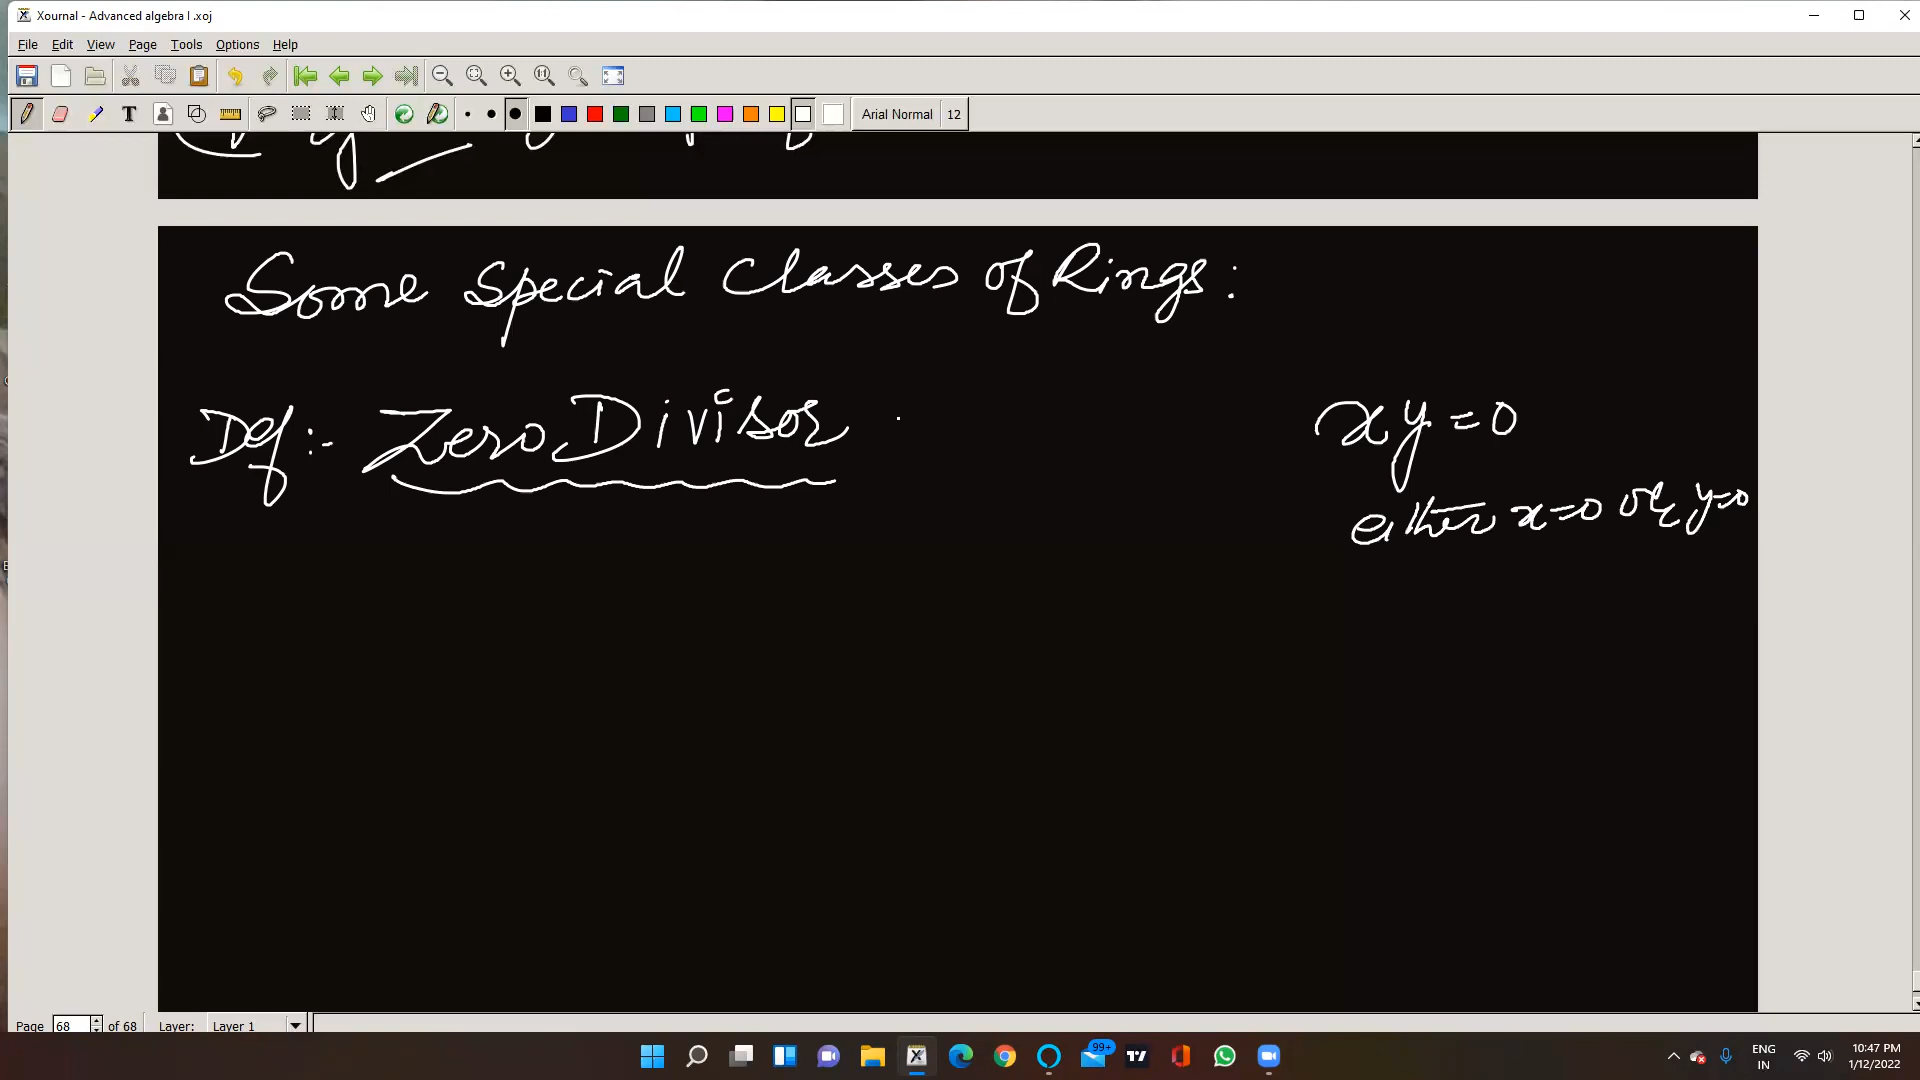 Xournal - Advanced algebra I .xoj
File Edit View Page Tools Options Help
Arial Normal 12
Some Special Classes of Rings :
Def :- Zero Divisor
xy = 0
either x=0 or y=0
Page 68 of 68 Layer: Layer 1
99+
ENG
IN
10:47 PM
1/12/2022